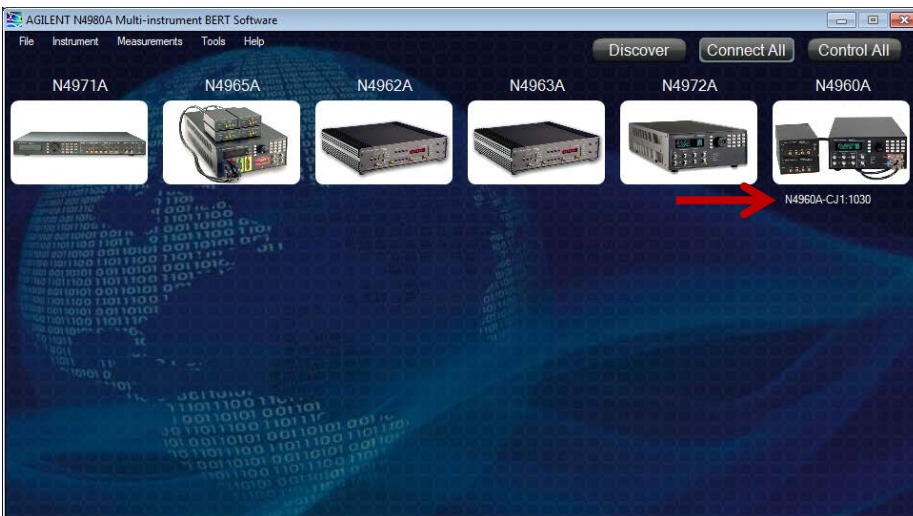 AGILENT N4980A Multi-instrument BERT Software
File Instrument Measurements Tools Help
Discover Connect All Control All
N4971A N4965A N4962A N4963A N4972A N4960A
N4960A-CJ1:1030